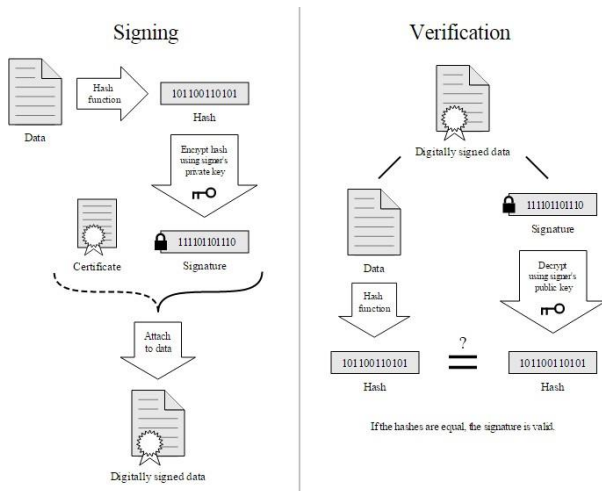 Signing
Hash
function
101100110101
Hash
Data
Encrypt hash
using signer's
private key
111101101110
Certificate
Signature
Attach
to data
Digitally signed data
Verification
Digitally signed data
111101101110
Signature
Data
Hash
function
Decrypt
using signer's
public key
?
101100110101
=
101100110101
Hash
Hash
If the hashes are equal, the signature is valid.